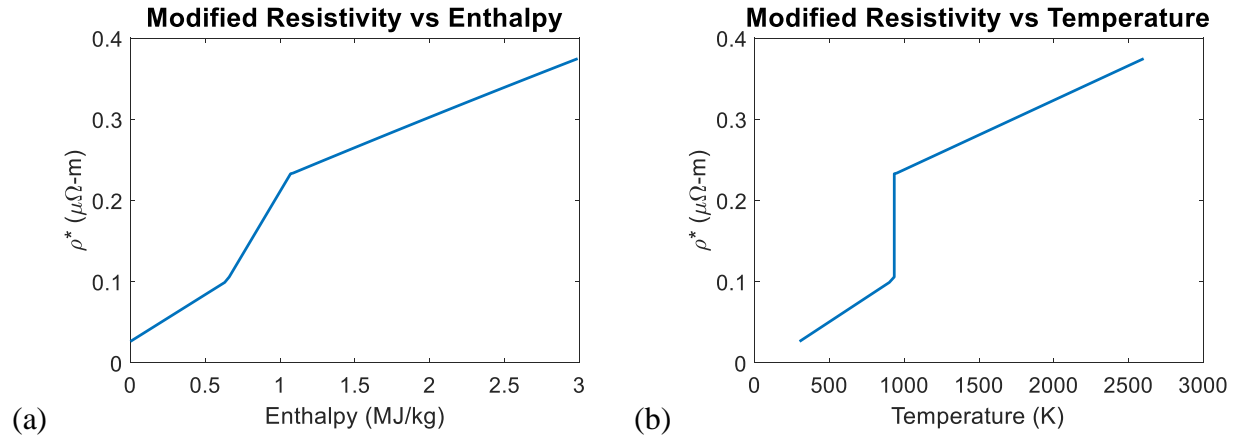 Modified Resistivity vs Enthalpy
0.4
0.3
0.2
0.1
0
ρ* (μΩ-m)
0 0.5 1 1.5 2 2.5 3
Enthalpy (MJ/kg)
(a)
Modified Resistivity vs Temperature
0.4
0.3
0.2
0.1
0
ρ* (μΩ-m)
0 500 1000 1500 2000 2500 3000
Temperature (K)
(b)